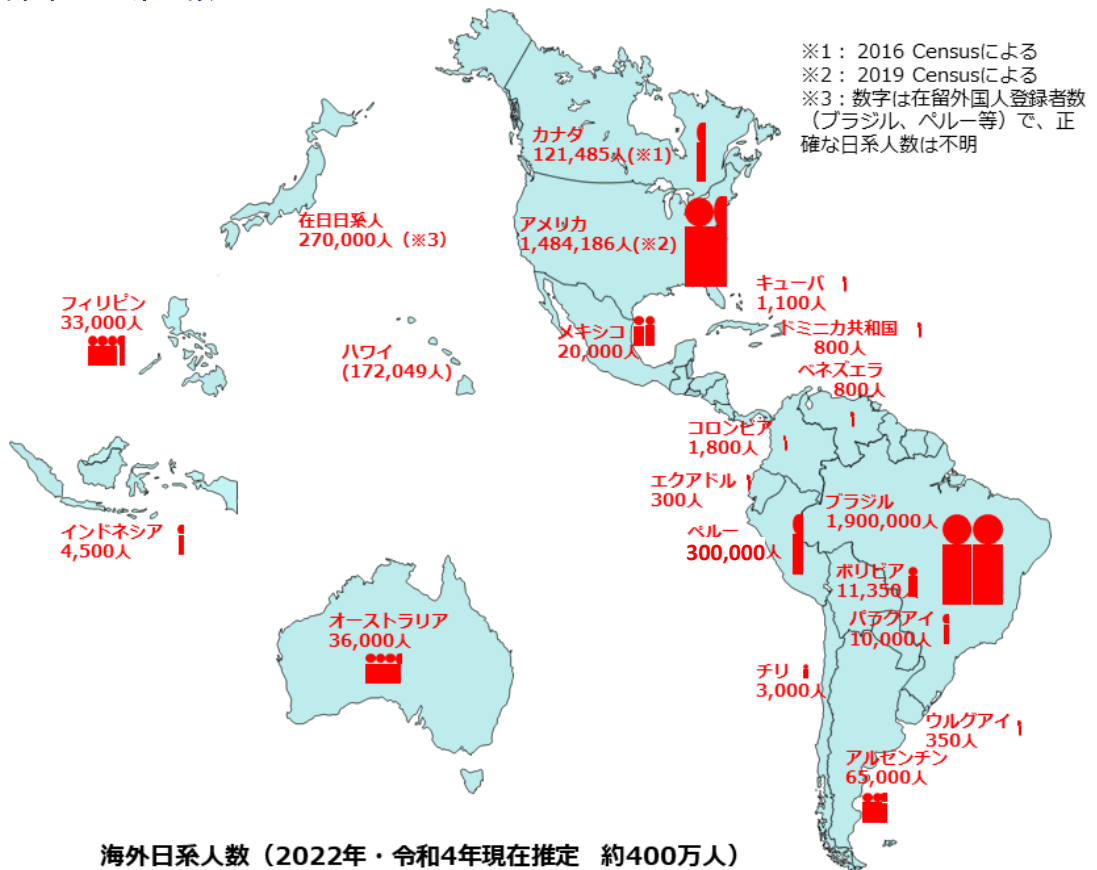 ※1： 2016 Censusによる
※2： 2019 Censusによる
※3：数字は在留外国人登録者数
（ブラジル、ペルー等）で、正
確な日系人数は不明
カナダ
121,485人(※1)
在日日系人
270,000人（※3）
アメリカ
1,484,186人(※2)
キューバ
1,100人
フィリピン
33,000人
ドミニカ共和国
800人
メキシコ
20,000人
ハワイ
(172,049人)
ベネズエラ
800人
コロンビア
1,800人
エクアドル
300人
ブラジル
1,900,000人
インドネシア
4,500人
ペルー
300,000人
ボリビア
11,350人
オーストラリア
36,000人
パラグアイ
10,000人
チリ
3,000人
ウルグアイ
350人
アルゼンチン
65,000人
海外日系人数（2022年・令和4年現在推定 約400万人）